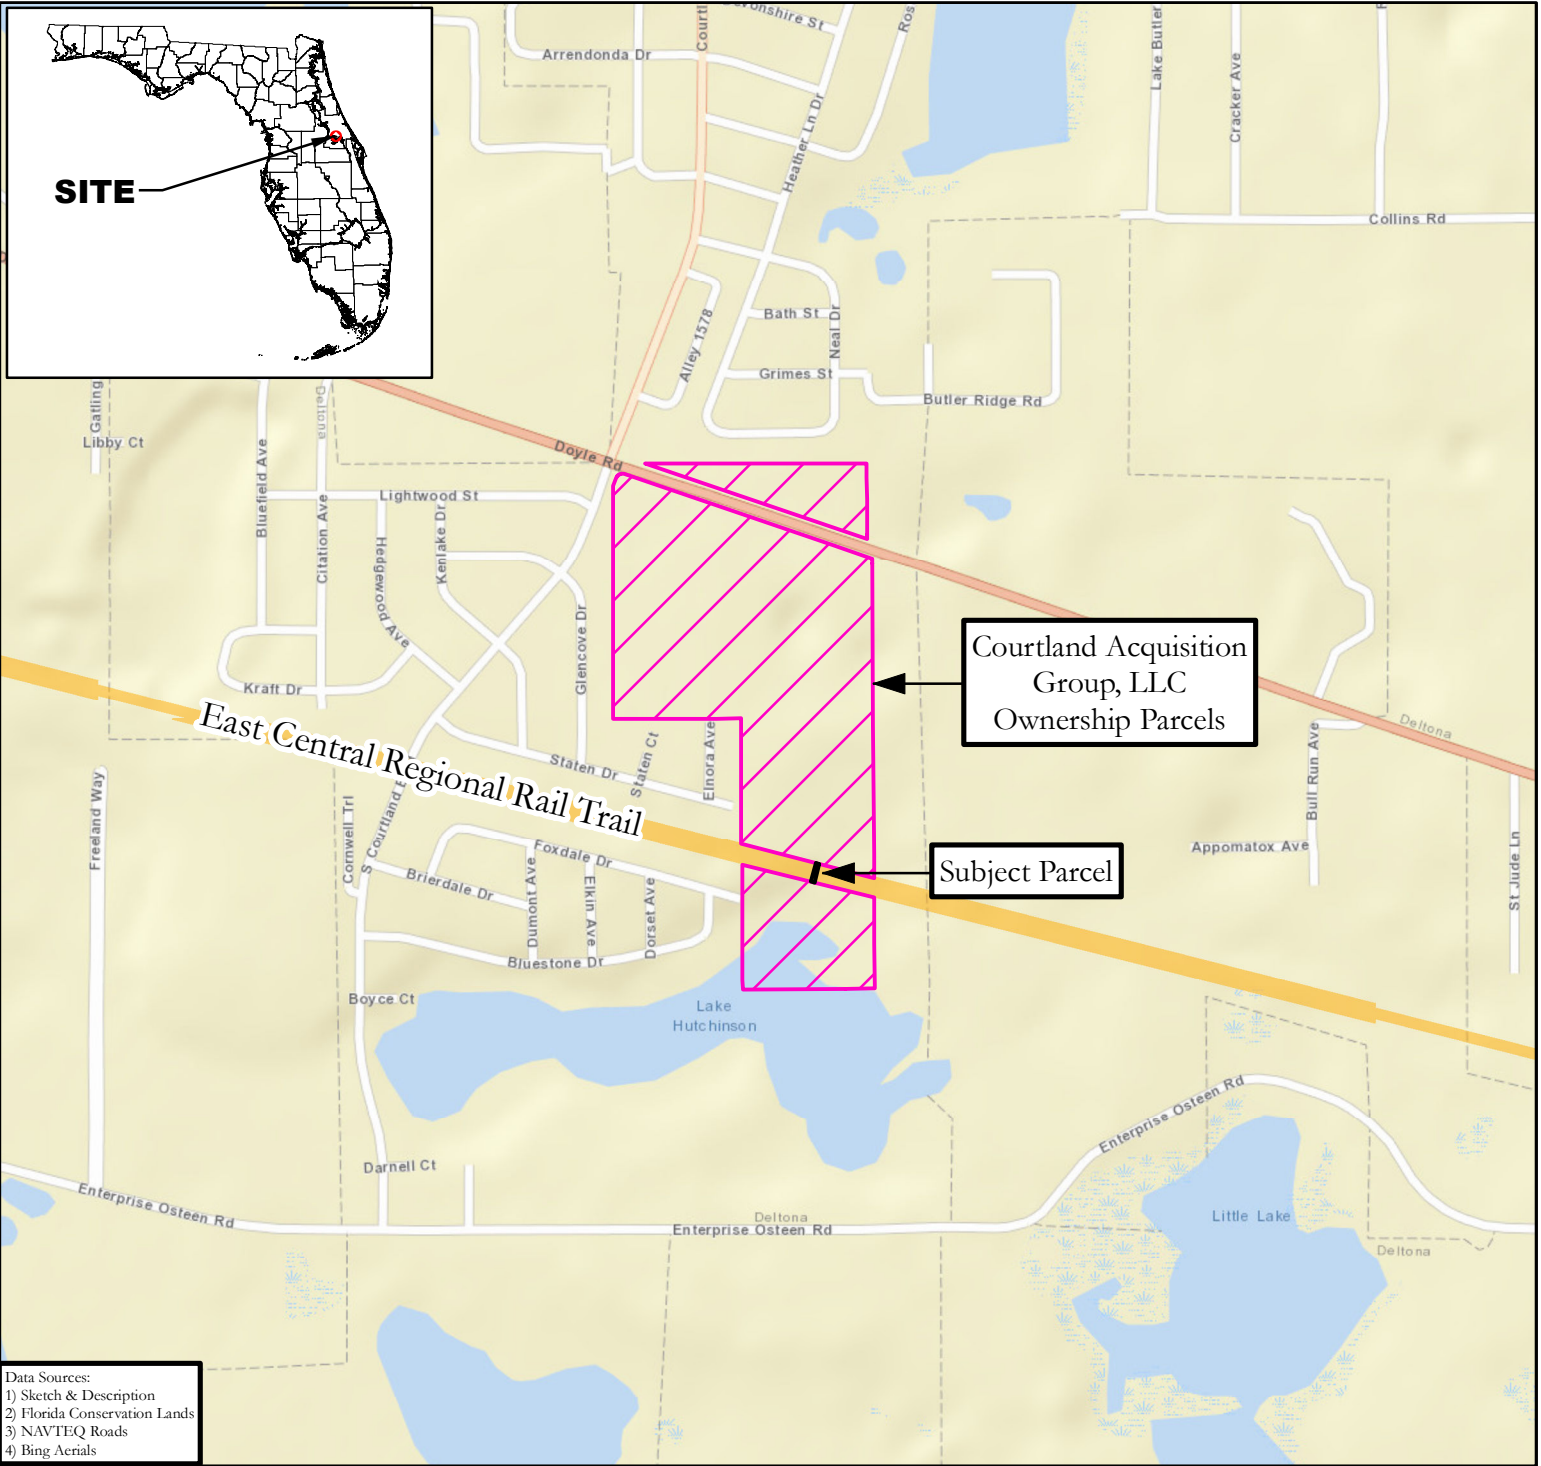 SITE
Arrendonda Dr
Heather Ln Dr
Lake Butler
Cracker Ave
Collins Rd
Bath St
Neal Dr
Alley 1578
Grimes St
Butler Ridge Rd
Gatling
Libby Ct
Deltona
Bluefield Ave
Citation Ave
Doyle Rd
Lightwood St
Kenlake Dr
Hedgewood Ave
Glencove Dr
Kraft Dr
Courtland Acquisition
Group, LLC
Ownership Parcels
Deltona
East Central Regional Rail Trail
Staten Dr
Staten Ct
Elnora Ave
Bull Run Ave
Freeland Way
Cornwell Trl
S Courtland
Foxdale Dr
Brierdale Dr
Dumont Ave
Elkin Ave
Dorset Ave
Subject Parcel
Appomatox Ave
St Jude Ln
Bluestone Dr
Boyce Ct
Lake
Hutchinson
Enterprise Osteen Rd
Darnell Ct
Enterprise Osteen Rd
Deltona
Enterprise Osteen Rd
Little Lake
Deltona
Data Sources:
1) Sketch & Description
2) Florida Conservation Lands
3) NAVTEQ Roads
4) Bing Aerials